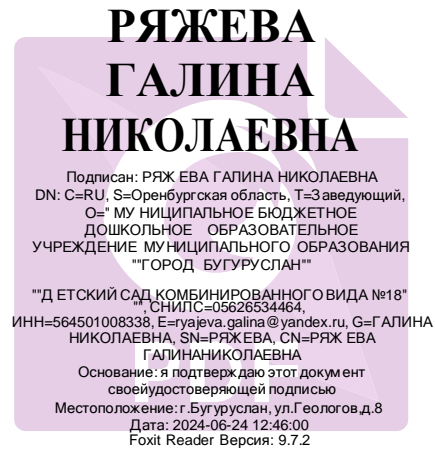 РЯЖЕВА
ГАЛИНА
НИКОЛАЕВНА
Подписан: РЯЖ ЕВА ГАЛИНА НИКОЛАЕВНА
DN: C=RU, S=Оренбургская область, T=Заведующий,
O=" МУ НИЦИПАЛЬНОЕ БЮДЖЕТНОЕ
ДОШКОЛЬНОЕ ОБРАЗОВАТЕЛЬНОЕ
УЧРЕЖДЕНИЕ МУНИЦИПАЛЬНОГО ОБРАЗОВАНИЯ
""ГОРОД БУГУРУСЛАН""
""Д ЕТСКИЙ САД КОМБИНИРОВАННОГО ВИДА №18"
"", СНИЛС=05626534464,
ИНН=564501008338, E=ryajeva.galina@yandex.ru, G=ГАЛИНА
НИКОЛАЕВНА, SN=РЯЖЕВА, CN=РЯЖ ЕВА
ГАЛИНАНИКОЛАЕВНА
Основание: я подтверждаю этот документ
своейудостоверяющей подписью
Местоположение: г.Бугуруслан, ул.Геологов,д.8
Дата: 2024-06-24 12:46:00
Foxit Reader Версия: 9.7.2
PDF